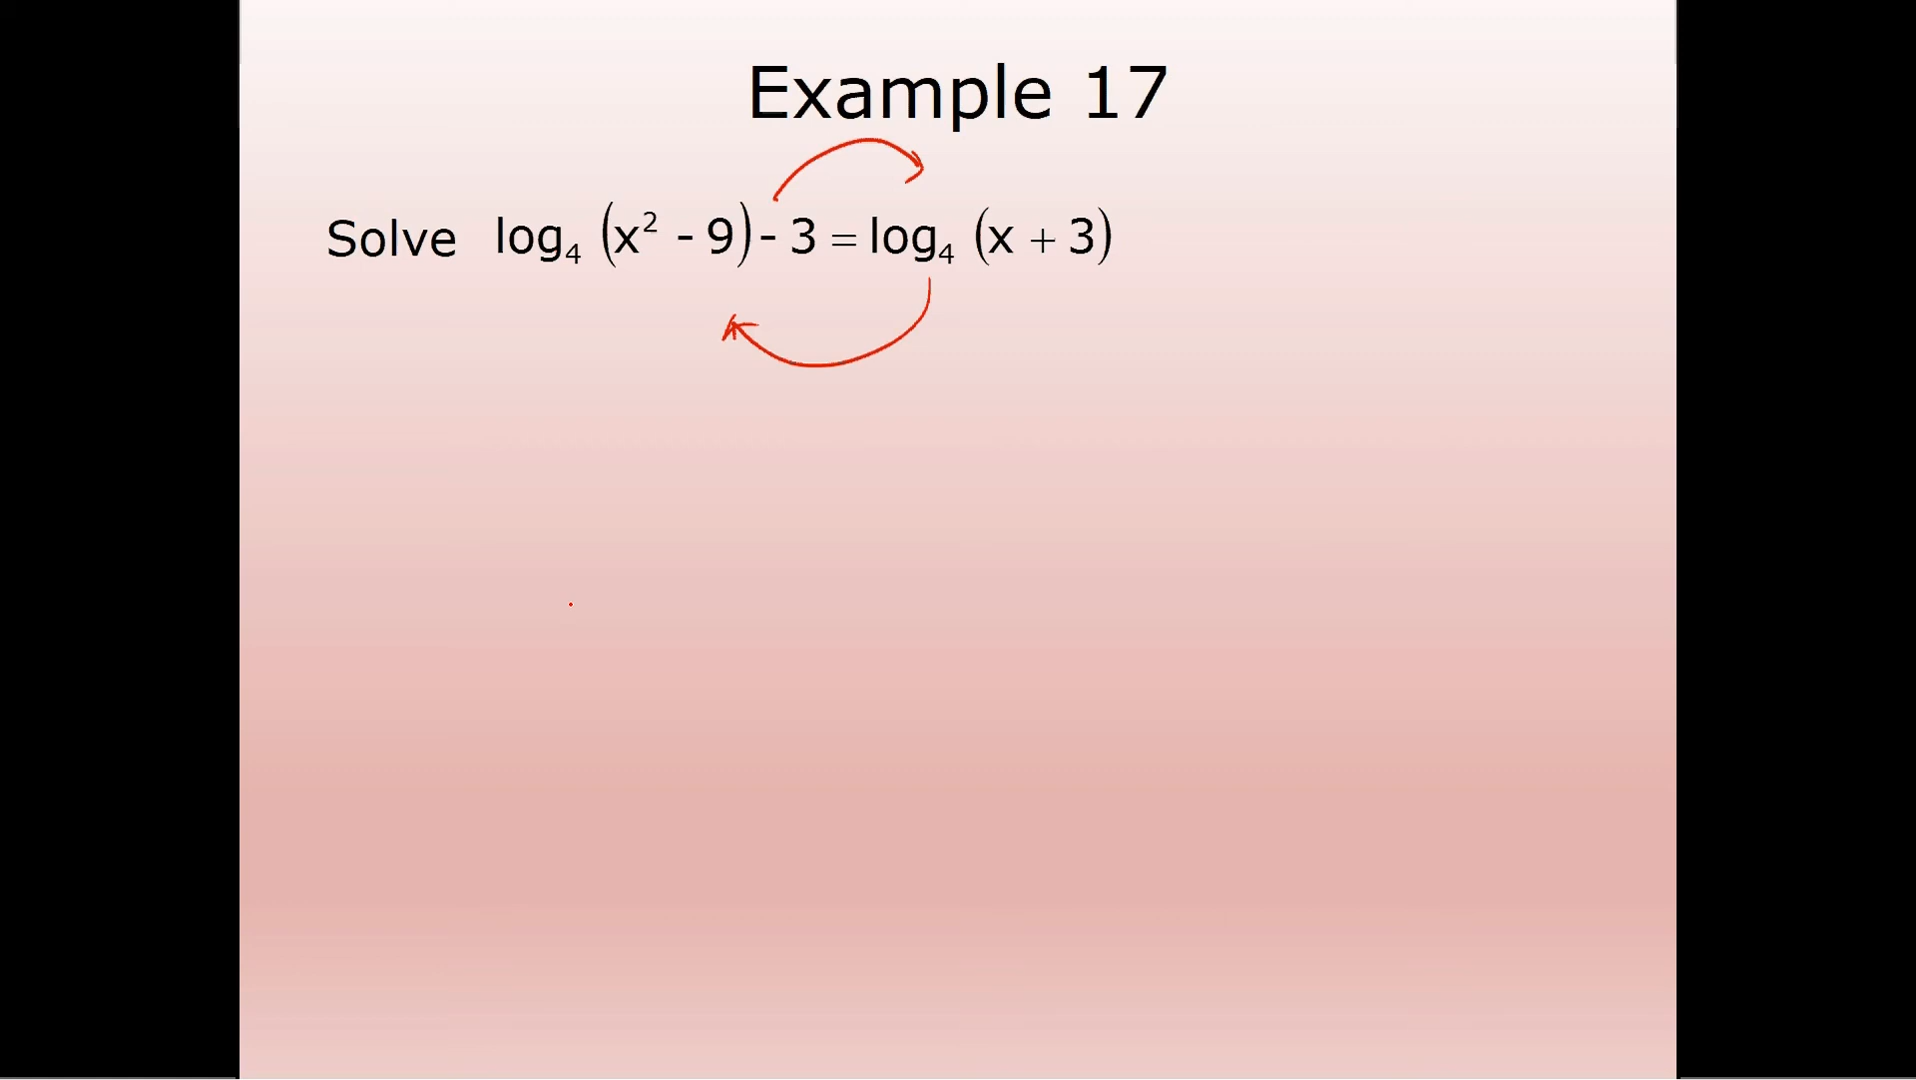 Example 17
Solve log₄ (x² - 9) - 3 = log₄ (x + 3)